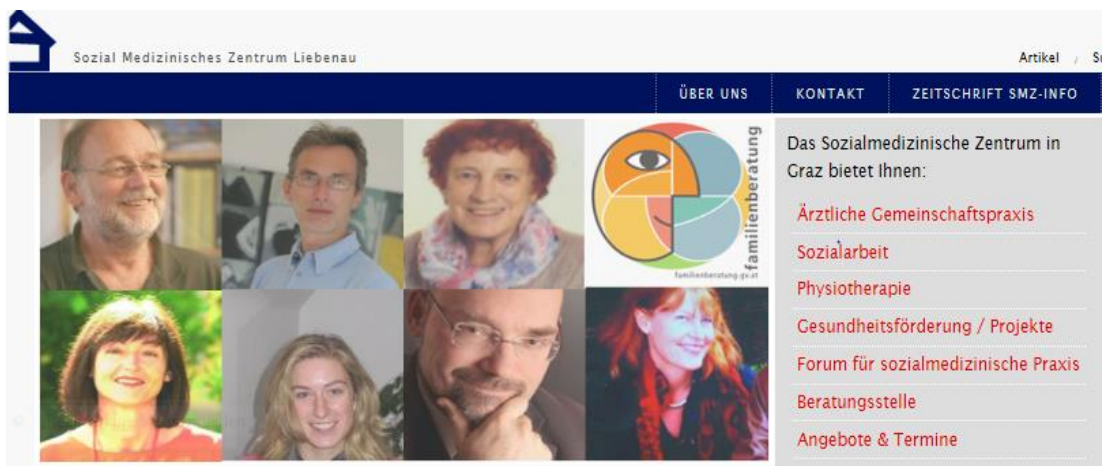 Sozial Medizinisches Zentrum Liebenau
Artikel /
ÜBER UNS
KONTAKT
ZEITSCHRIFT SMZ-INFO
familienberatung
familienberatung.gv.at
Das Sozialmedizinische Zentrum in
Graz bietet Ihnen:
Ärztliche Gemeinschaftspraxis
Sozialarbeit
Physiotherapie
Gesundheitsförderung / Projekte
Forum für sozialmedizinische Praxis
Beratungsstelle
Angebote & Termine